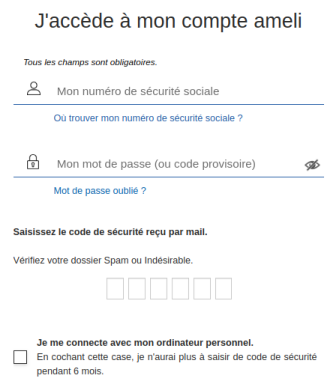 J'accède à mon compte ameli
Tous les champs sont obligatoires.
Mon numéro de sécurité sociale
Où trouver mon numéro de sécurité sociale ?
Mon mot de passe (ou code provisoire)
Mot de passe oublié ?
Saisissez le code de sécurité reçu par mail.
Vérifiez votre dossier Spam ou Indésirable.
Je me connecte avec mon ordinateur personnel.
En cochant cette case, je n'aurai plus à saisir de code de sécurité
pendant 6 mois.